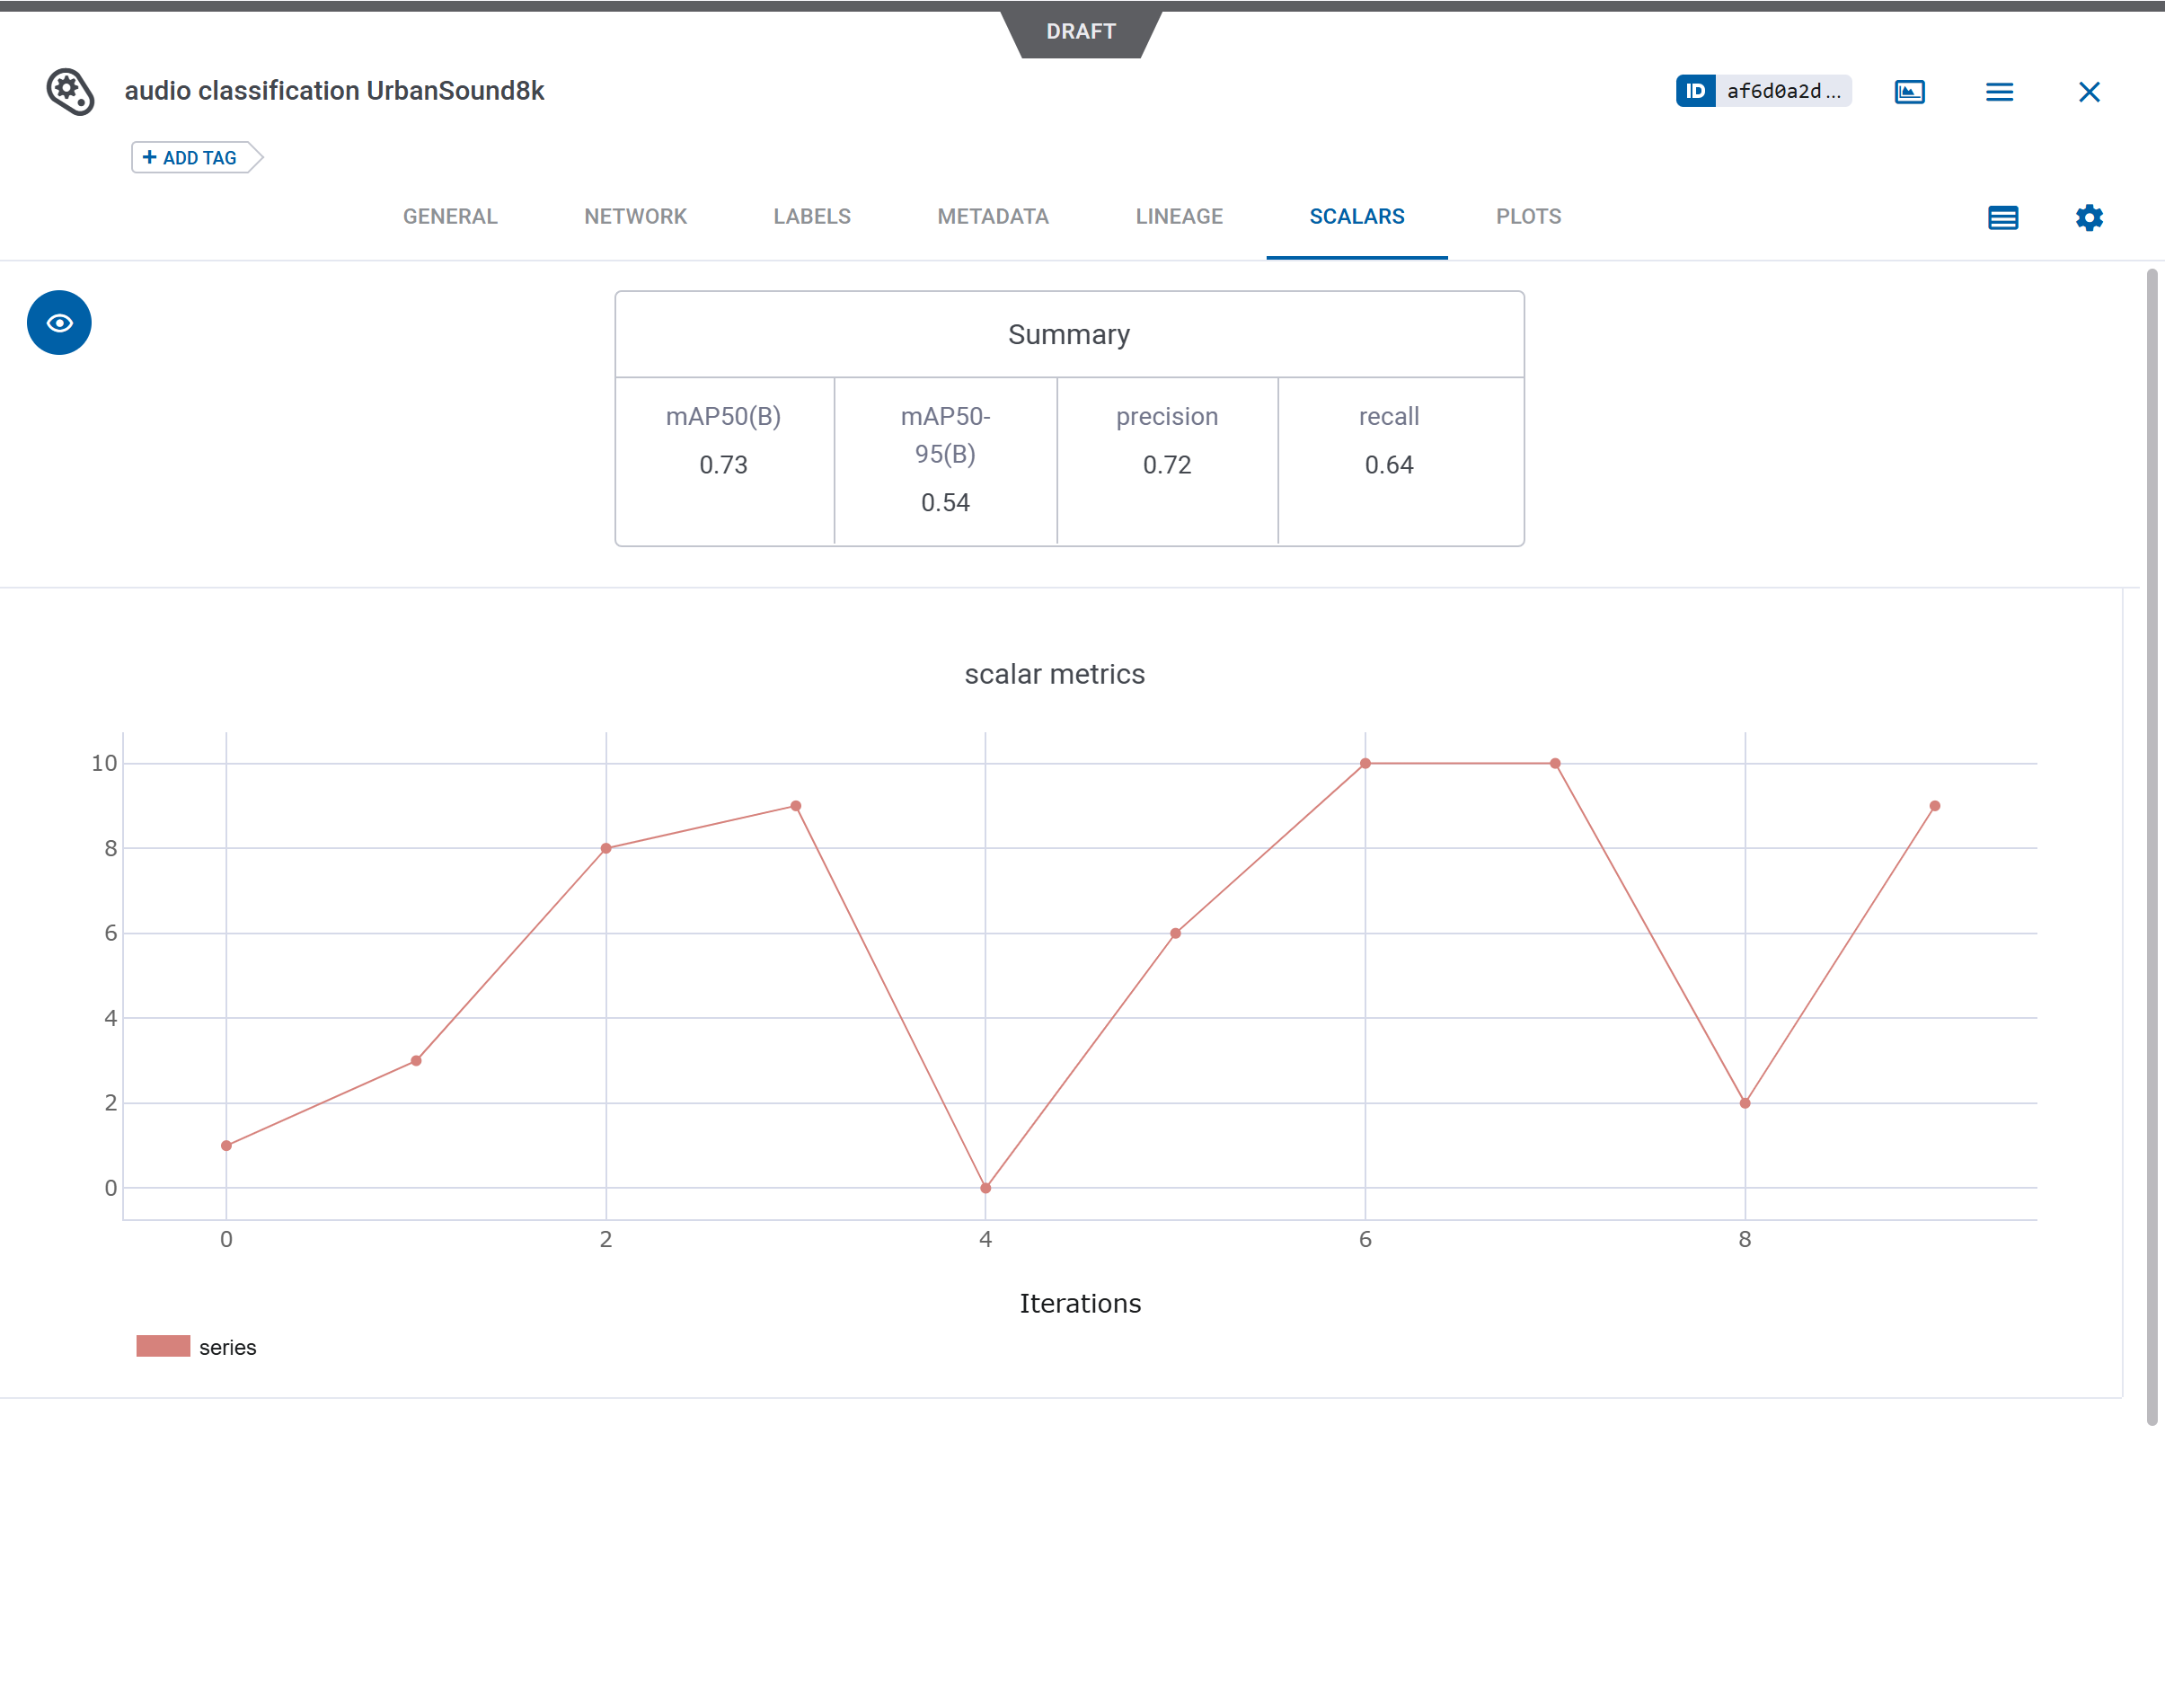 DRAFT
audio classification UrbanSound8k
ID af6d0a2d ...
+ ADD TAG
GENERAL NETWORK LABELS METADATA LINEAGE SCALARS PLOTS
Summary
mAP50(B) mAP50-95(B) precision recall
0.73 0.54 0.72 0.64
scalar metrics
10
8
6
4
2
0
0 2 4 6 8
Iterations
series